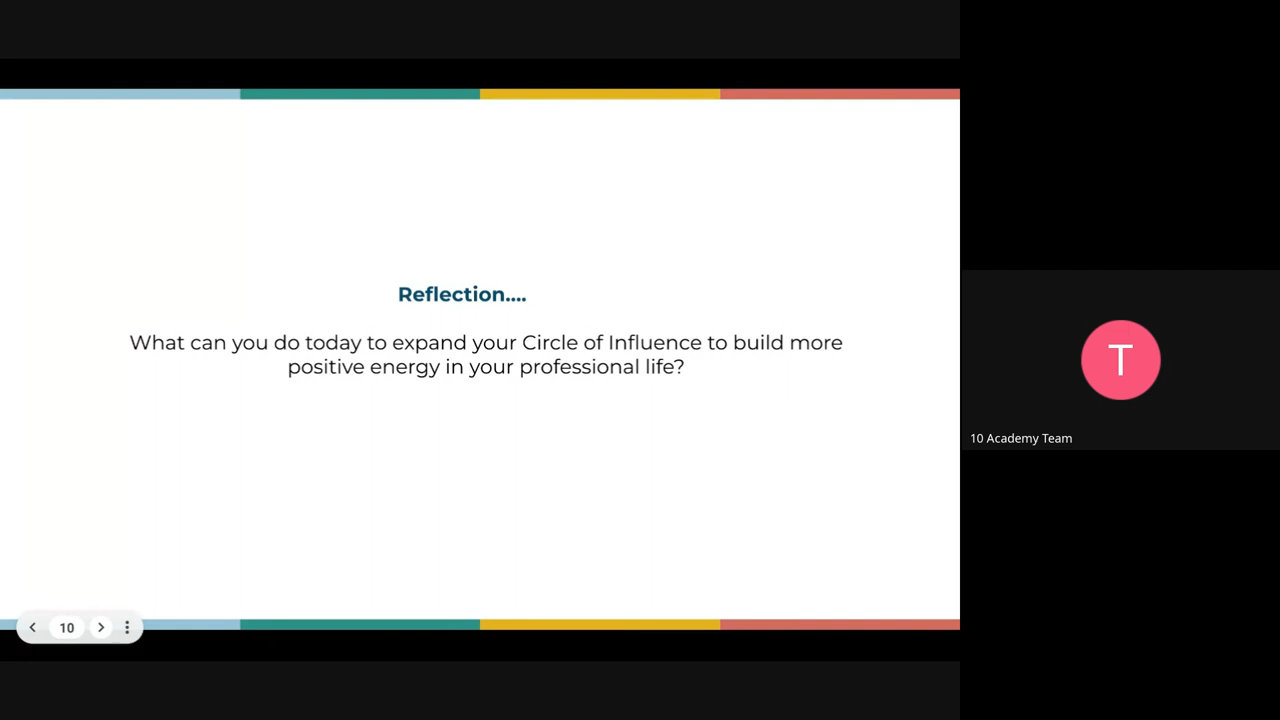 Reflection....
What can you do today to expand your Circle of Influence to build more
positive energy in your professional life?
T
10 Academy Team
10